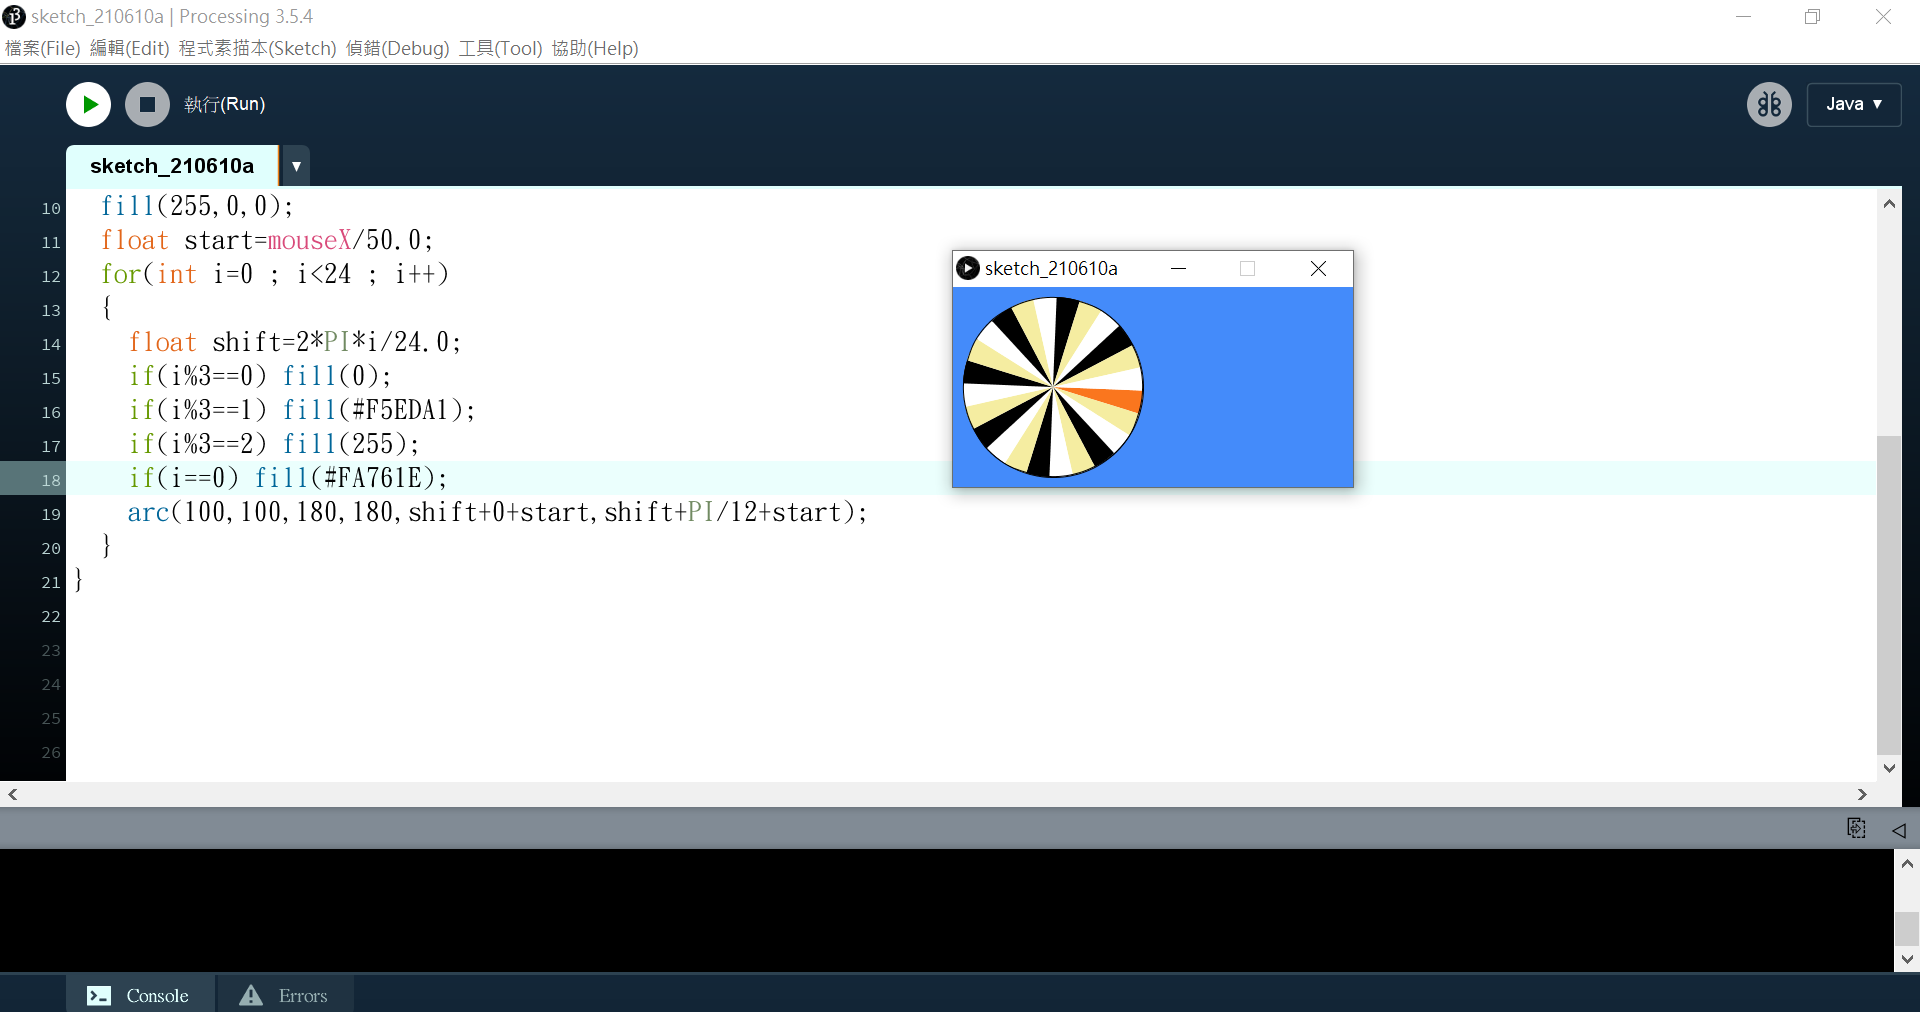 sketch_210610a | Processing 3.5.4
檔案(File) 編輯(Edit) 程式素描本(Sketch) 偵錯(Debug) 工具(Tool) 協助(Help)
執行(Run)
Java ▼
sketch_210610a ▼
10 fill(255,0,0);
11 float start=mouseX/50.0;
12 for(int i=0 ; i<24 ; i++)
13 {
14 float shift=2*PI*i/24.0;
15 if(i%3==0) fill(0);
16 if(i%3==1) fill(#F5EDA1);
17 if(i%3==2) fill(255);
18 if(i==0) fill(#FA761E);
19 arc(100,100,180,180,shift+0+start,shift+PI/12+start);
20 }
21 }
22
23
24
25
26
sketch_210610a
Console
Errors